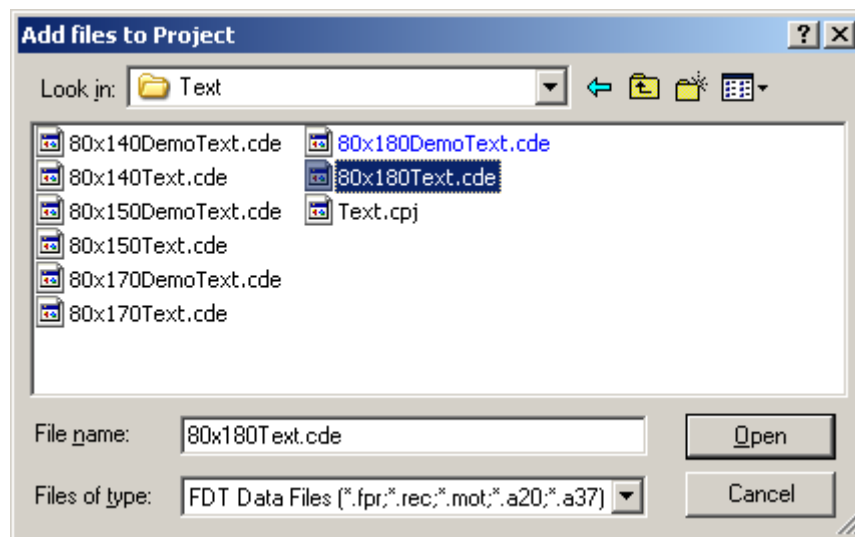 Add files to Project
Look in: Text
80x140DemoText.cde 80x180DemoText.cde
80x140Text.cde 80x180Text.cde
80x150DemoText.cde Text.cpj
80x150Text.cde
80x170DemoText.cde
80x170Text.cde
File name: 80x180Text.cde Open
Files of type: FDT Data Files (*.fpr;*.rec;*.mot;*.a20;*.a37) Cancel